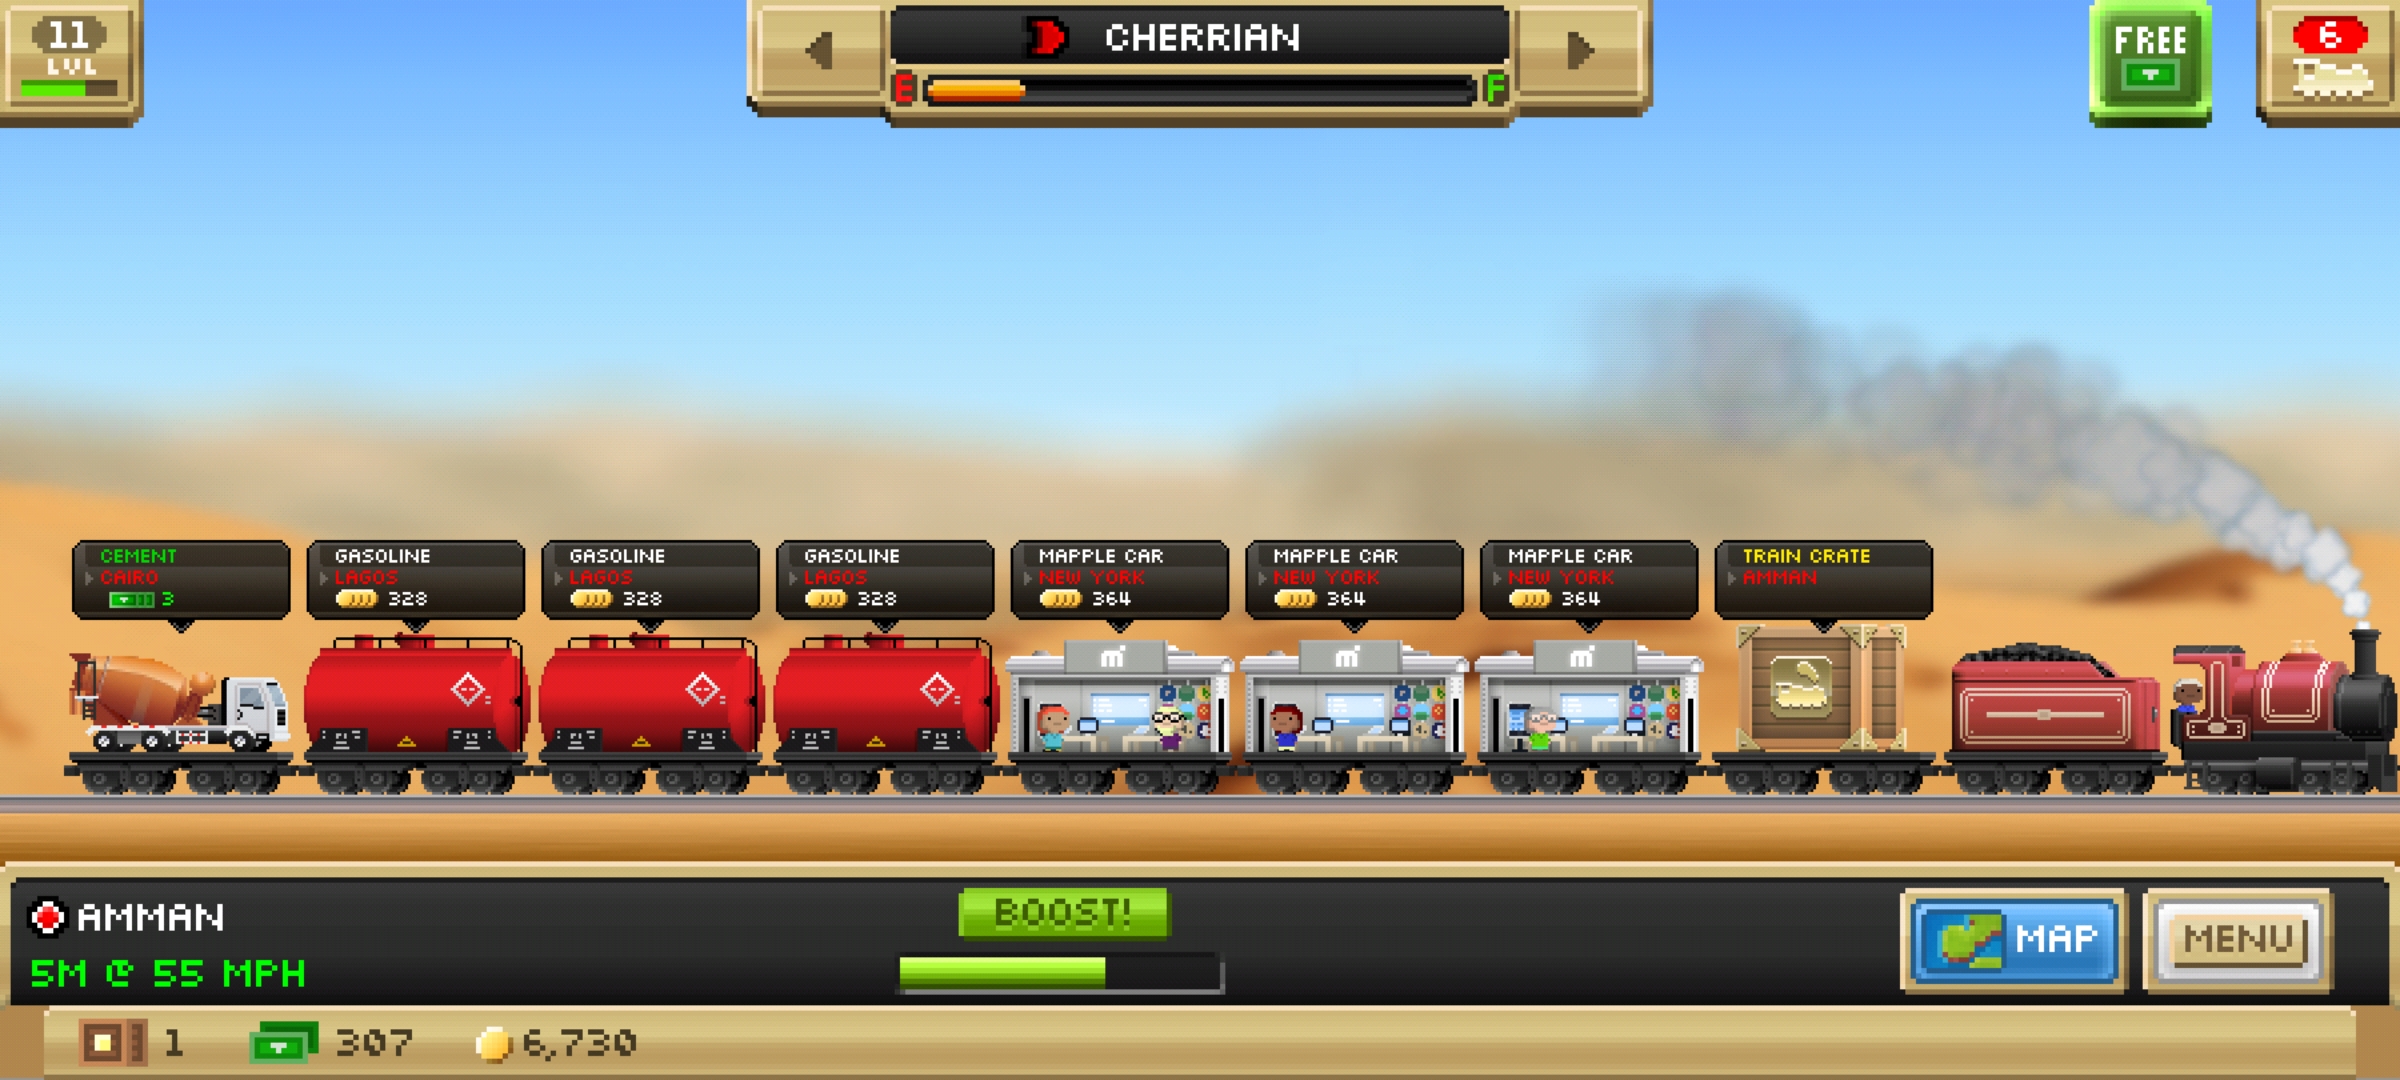 11
LVL
CHERRIAN
E F
FREE
6
CEMENT
CAIRO
3
GASOLINE
LAGOS
328
GASOLINE
LAGOS
328
GASOLINE
LAGOS
328
MAPPLE CAR
NEW YORK
364
MAPPLE CAR
NEW YORK
364
MAPPLE CAR
NEW YORK
364
TRAIN CRATE
AMMAN
m
m
m
AMMAN
5M @ 55 MPH
BOOST!
MAP
MENU
1 307 6,730